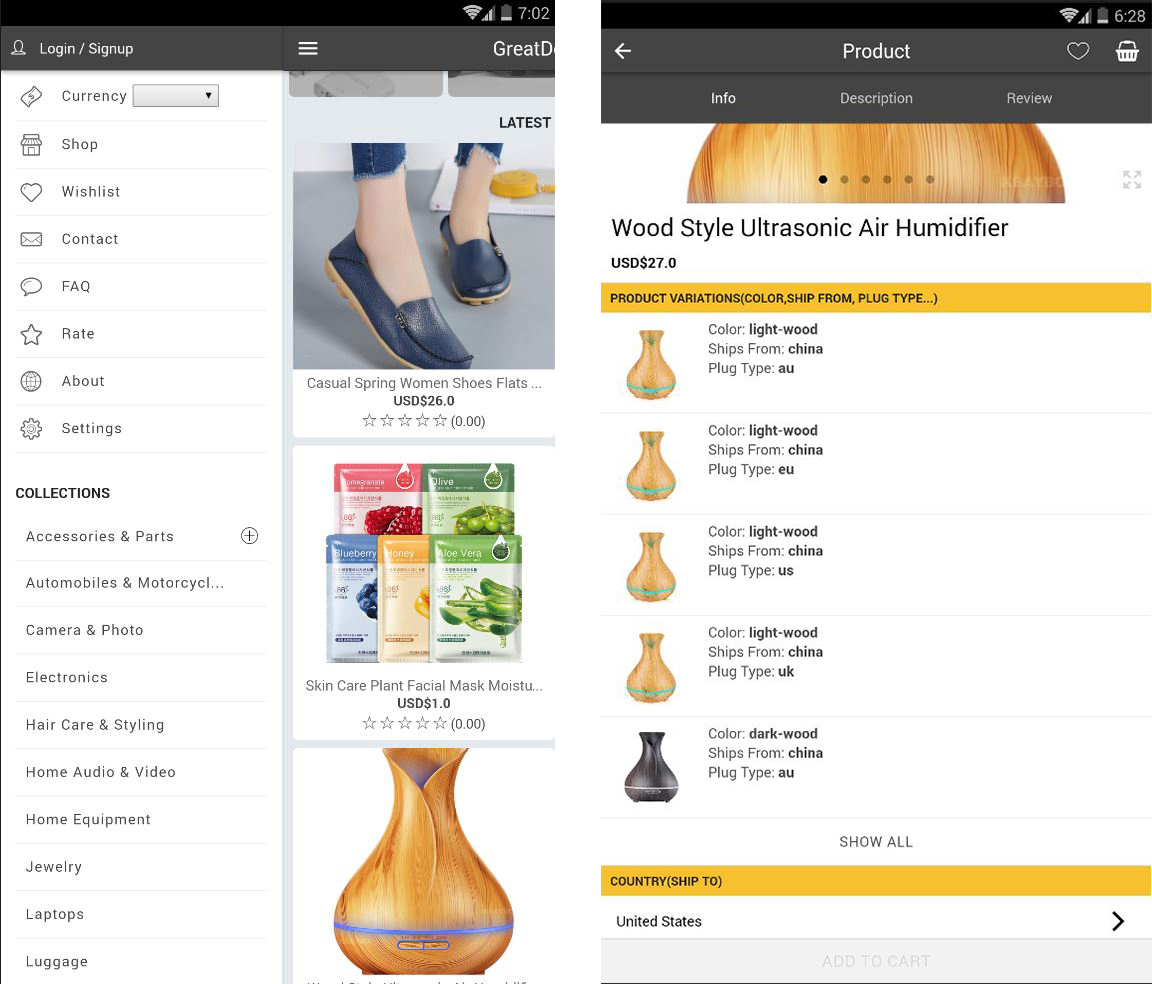 7:02
Login / Signup
GreatDe
Currency
Shop
Wishlist
Contact
FAQ
Rate
About
Settings
COLLECTIONS
Accessories & Parts
Automobiles & Motorcycl...
Camera & Photo
Electronics
Hair Care & Styling
Home Audio & Video
Home Equipment
Jewelry
Laptops
Luggage
LATEST
Casual Spring Women Shoes Flats ...
USD$26.0
(0.00)
Pomegranate
Olive
Blueberry
Honey
Aloe Vera
Skin Care Plant Facial Mask Moistu...
USD$1.0
(0.00)
6:28
Product
Info
Description
Review
Wood Style Ultrasonic Air Humidifier
USD$27.0
PRODUCT VARIATIONS(COLOR,SHIP FROM, PLUG TYPE...)
Color: light-wood
Ships From: china
Plug Type: au
Color: light-wood
Ships From: china
Plug Type: eu
Color: light-wood
Ships From: china
Plug Type: us
Color: light-wood
Ships From: china
Plug Type: uk
Color: dark-wood
Ships From: china
Plug Type: au
SHOW ALL
COUNTRY(SHIP TO)
United States
ADD TO CART